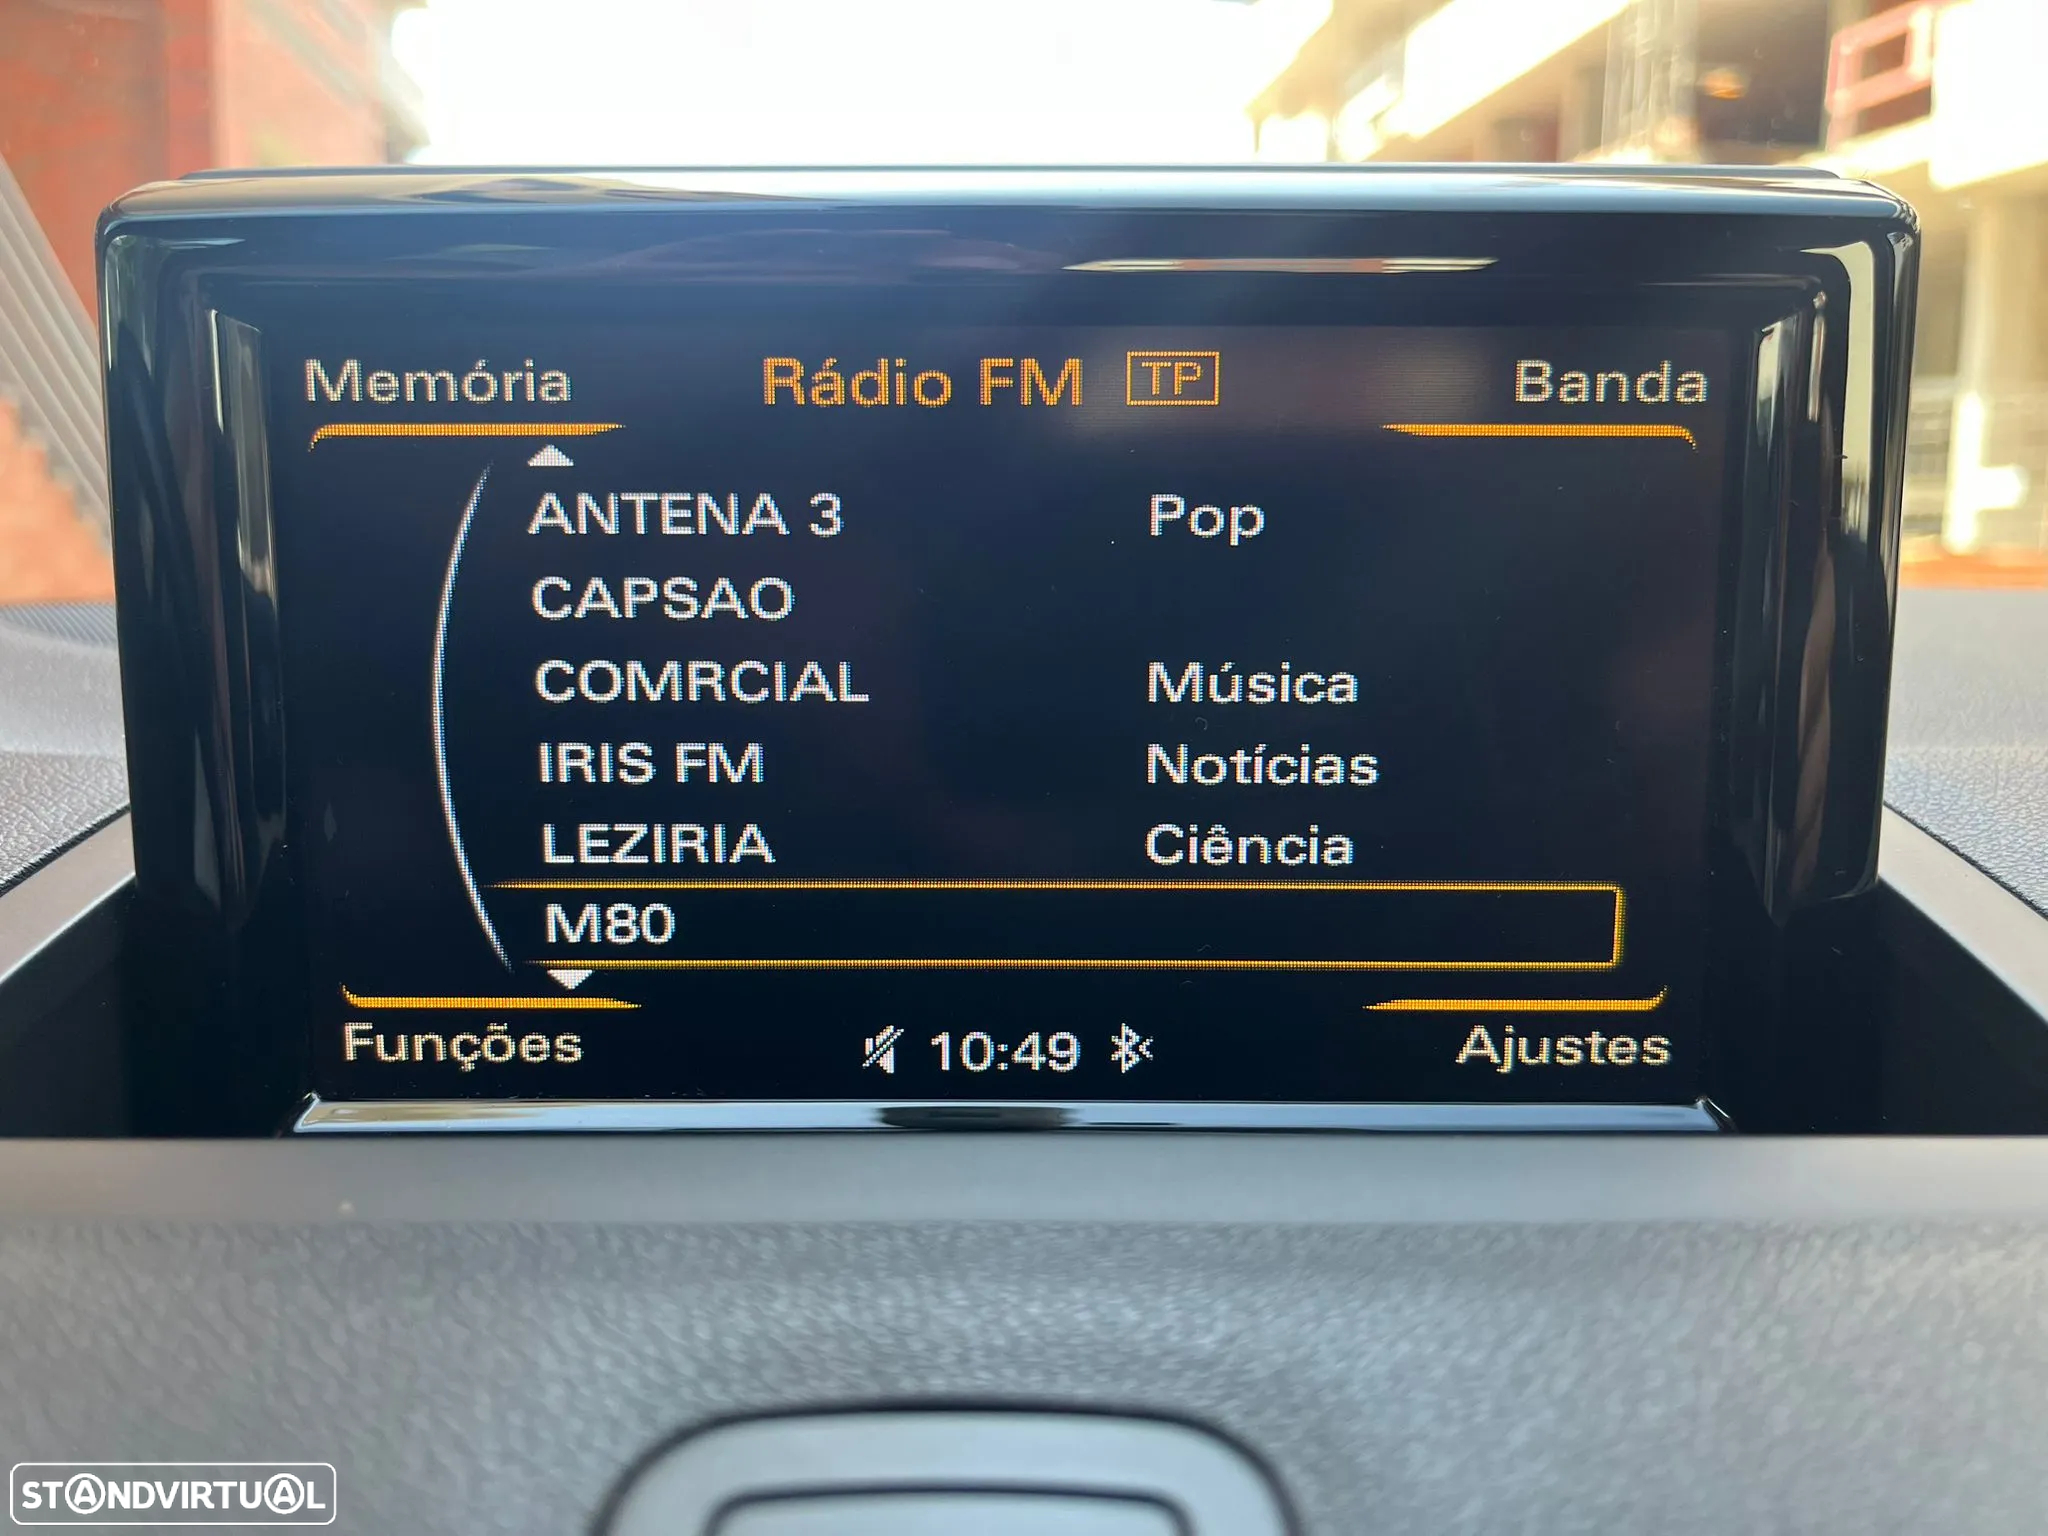 Memória Rádio FM TP Banda
ANTENA 3 Pop
CAPSAO
COMRCIAL Música
IRIS FM Notícias
LEZIRIA Ciência
M80
Funções 10:49 Ajustes
STANDVIRTUAL